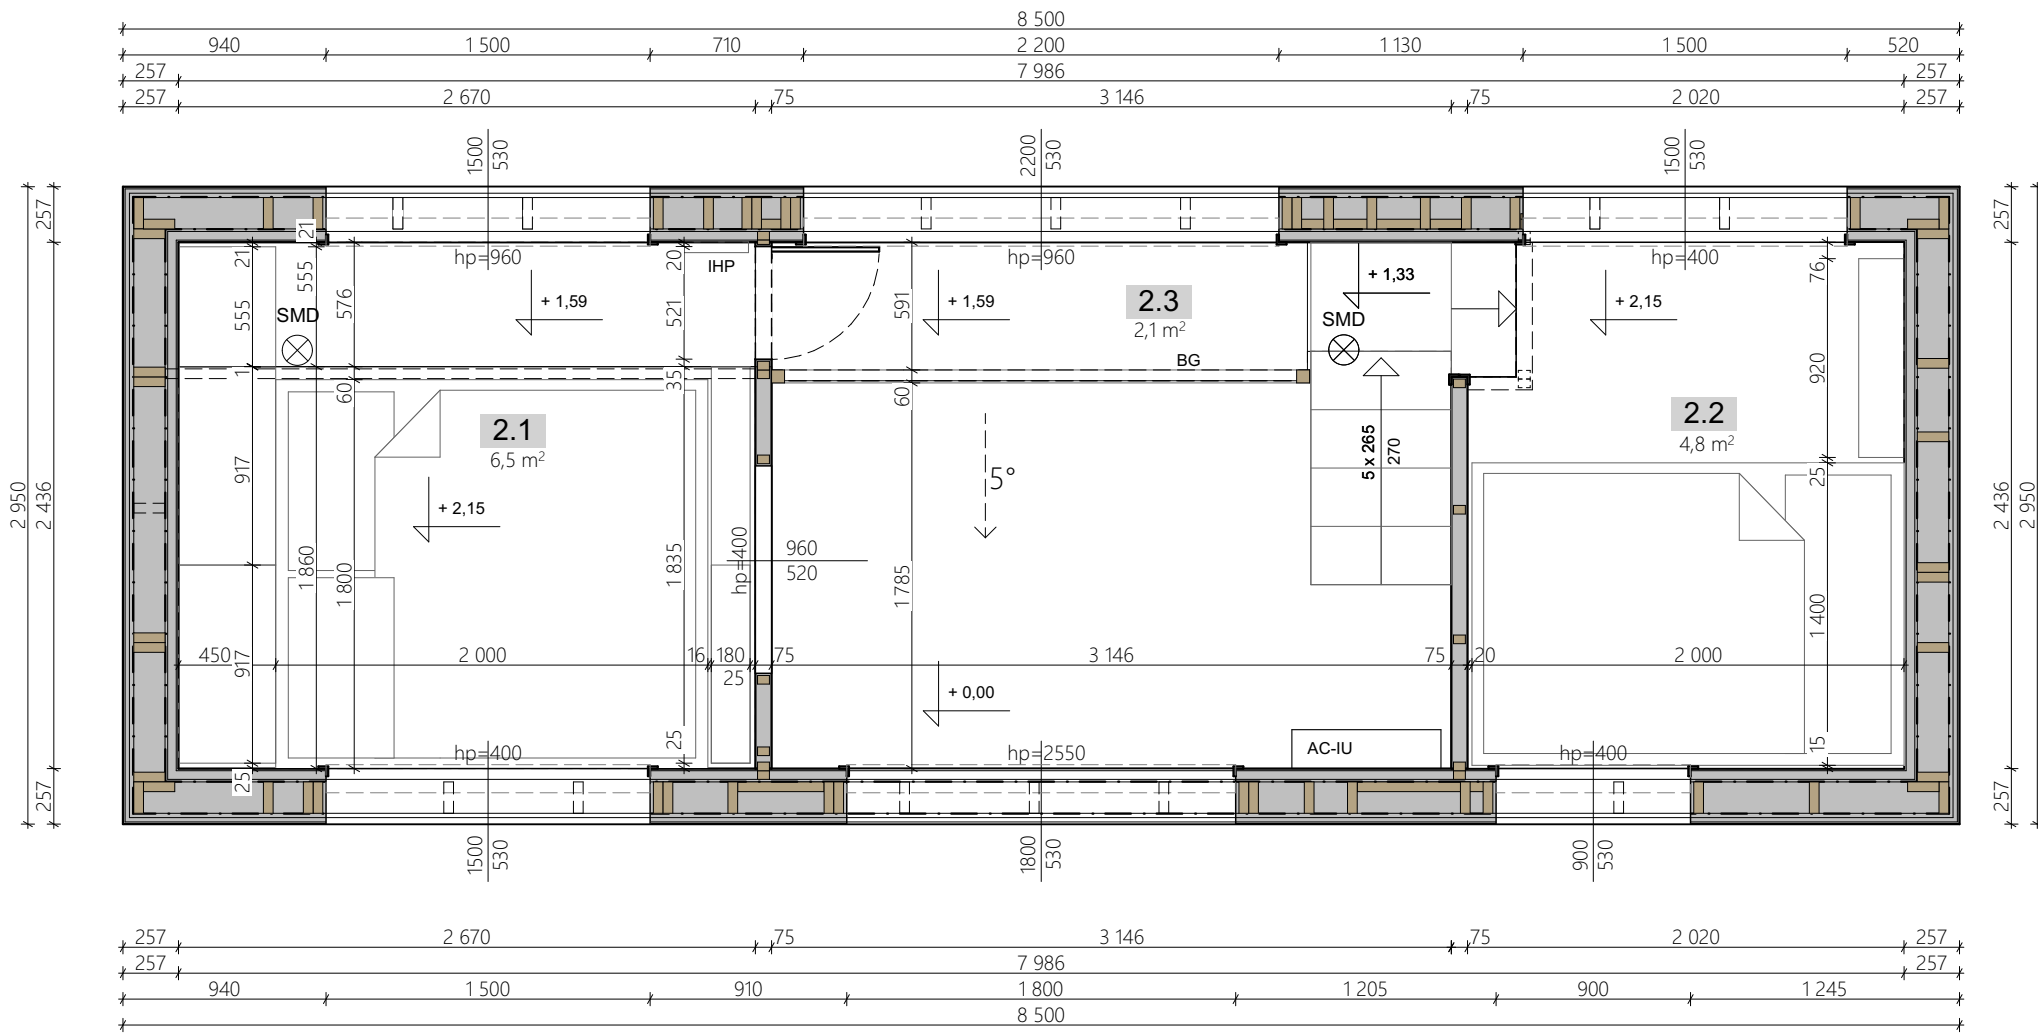 8 500
940 1 500 710 2 200 1 130 1 500 520
257 7 986 257
257 2 670 75 3 146 75 2 020 257
1500 530
2200 530
1500 530
257
2 436
2 950
257
257
2 436
2 950
257
21
555
1
917
917
25
21
555
1 860
576
60
1 800
20
521
35
1 835
25
591
60
1 785
76
920
25
1 400
15
hp=960
hp=960
hp=400
IHP
SMD
+ 1,59
+ 1,59
2.3
2,1 m²
+ 1,33
SMD
+ 2,15
BG
2.1
6,5 m²
2.2
4,8 m²
5 x 265
270
+ 2,15
5°
hp=400
960
520
450 2 000 16 180 75 3 146 75 20 2 000
25
+ 0,00
AC-IU
hp=400
hp=2550
hp=400
1500 530
1800 530
900 530
257 2 670 75 3 146 75 2 020 257
257 7 986 257
940 1 500 910 1 800 1 205 900 1 245
8 500